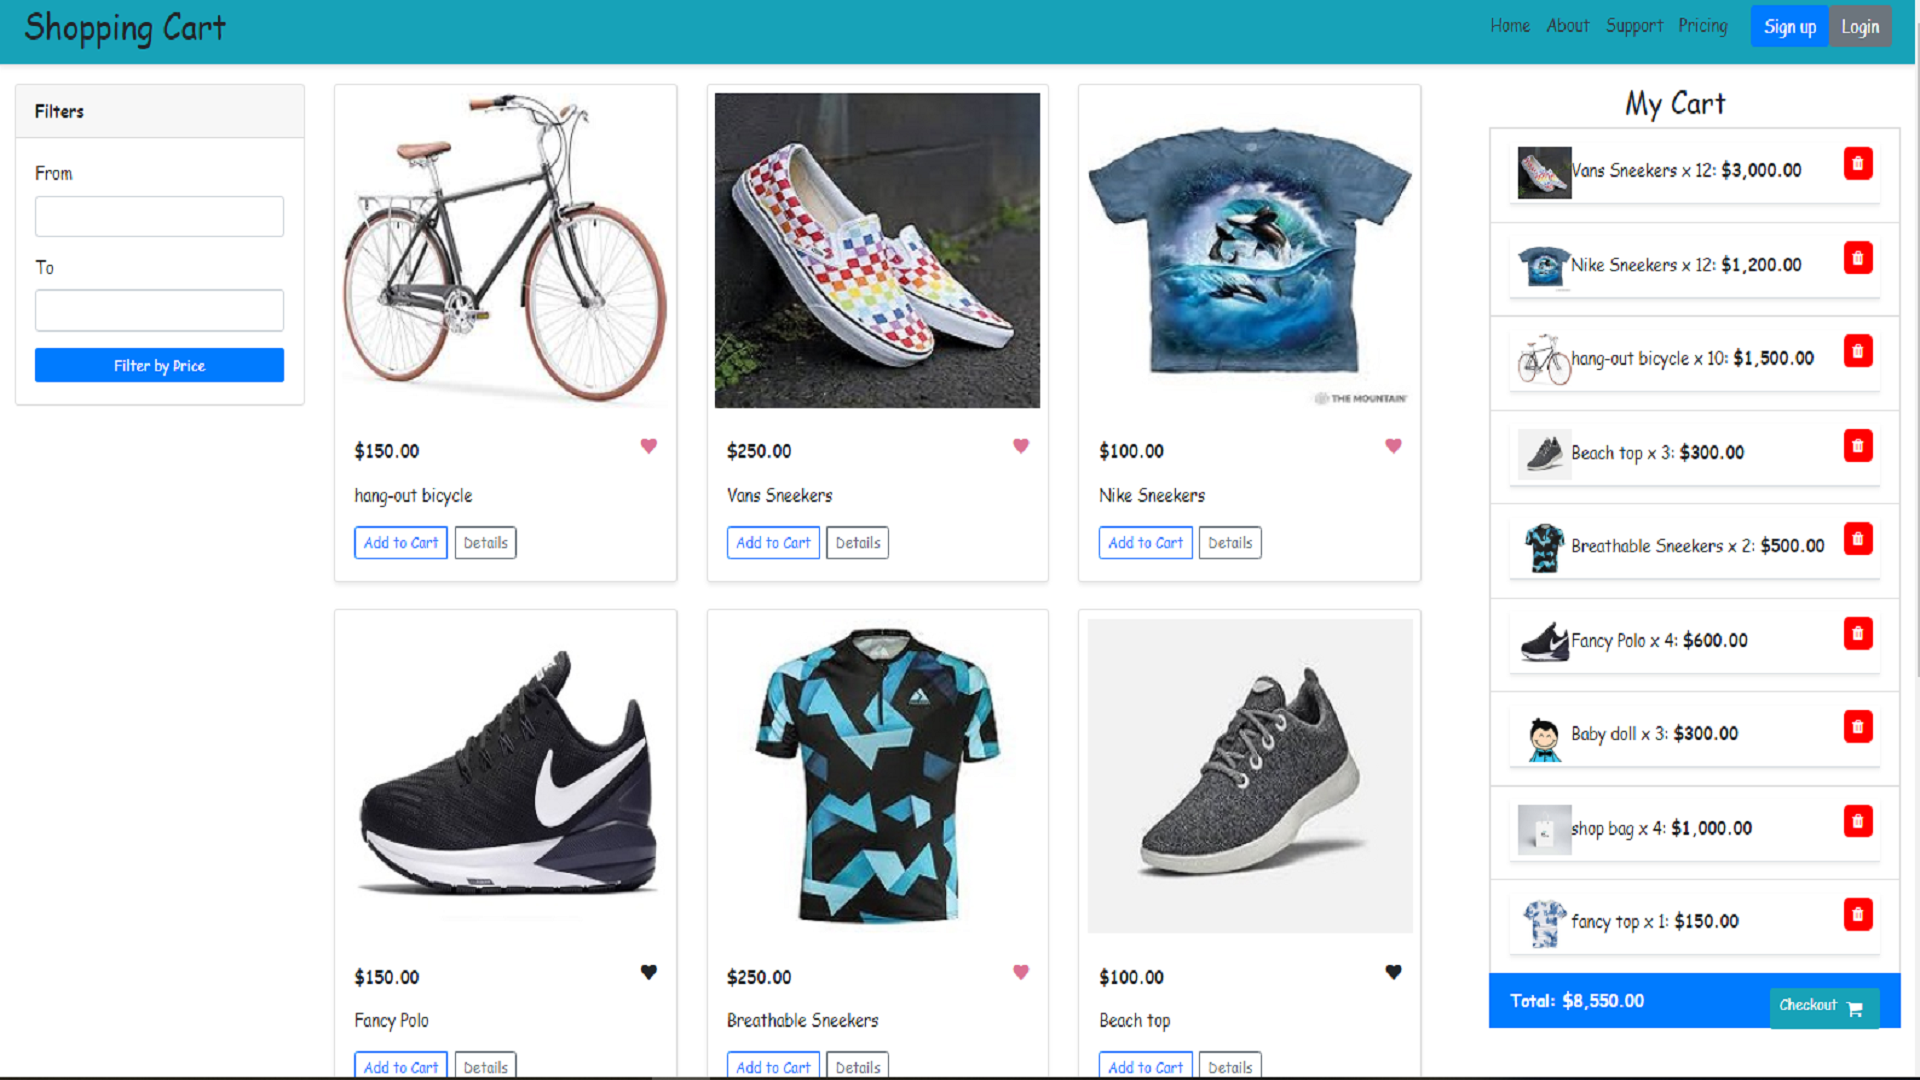 Shopping Cart
Home About Support Pricing Sign up Login
Filters
From
To
Filter by Price
$150.00
hang-out bicycle
Add to Cart Details
$250.00
Vans Sneekers
Add to Cart Details
THE MOUNTAIN
$100.00
Nike Sneekers
Add to Cart Details
$150.00
Fancy Polo
Add to Cart Details
$250.00
Breathable Sneekers
Add to Cart Details
$100.00
Beach top
Add to Cart Details
My Cart
Vans Sneekers x 12: $3,000.00
Nike Sneekers x 12: $1,200.00
hang-out bicycle x 10: $1,500.00
Beach top x 3: $300.00
Breathable Sneekers x 2: $500.00
Fancy Polo x 4: $600.00
Baby doll x 3: $300.00
shop bag x 4: $1,000.00
fancy top x 1: $150.00
Total: $8,550.00
Checkout